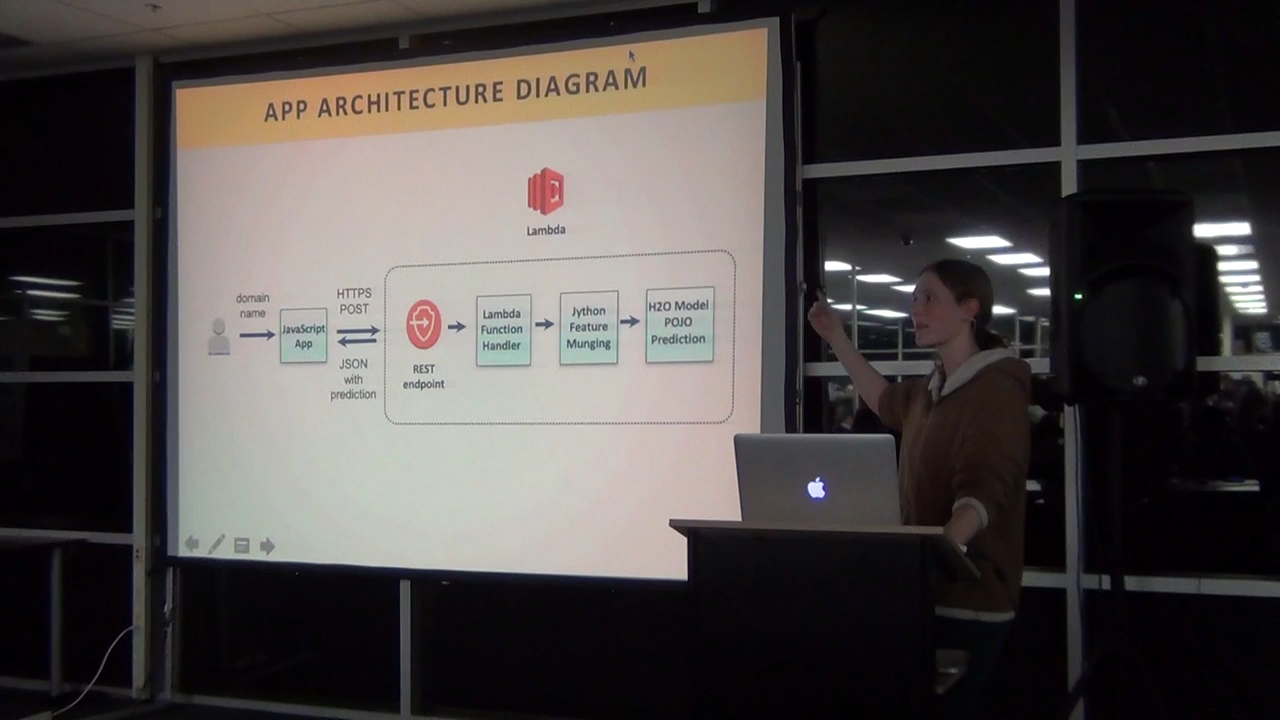 APP ARCHITECTURE DIAGRAM
Lambda
domain
name
JavaScript
App
HTTPS
POST
JSON
with
prediction
REST
endpoint
Lambda
Function
Handler
Jython
Feature
Munging
H2O Model
POJO
Prediction